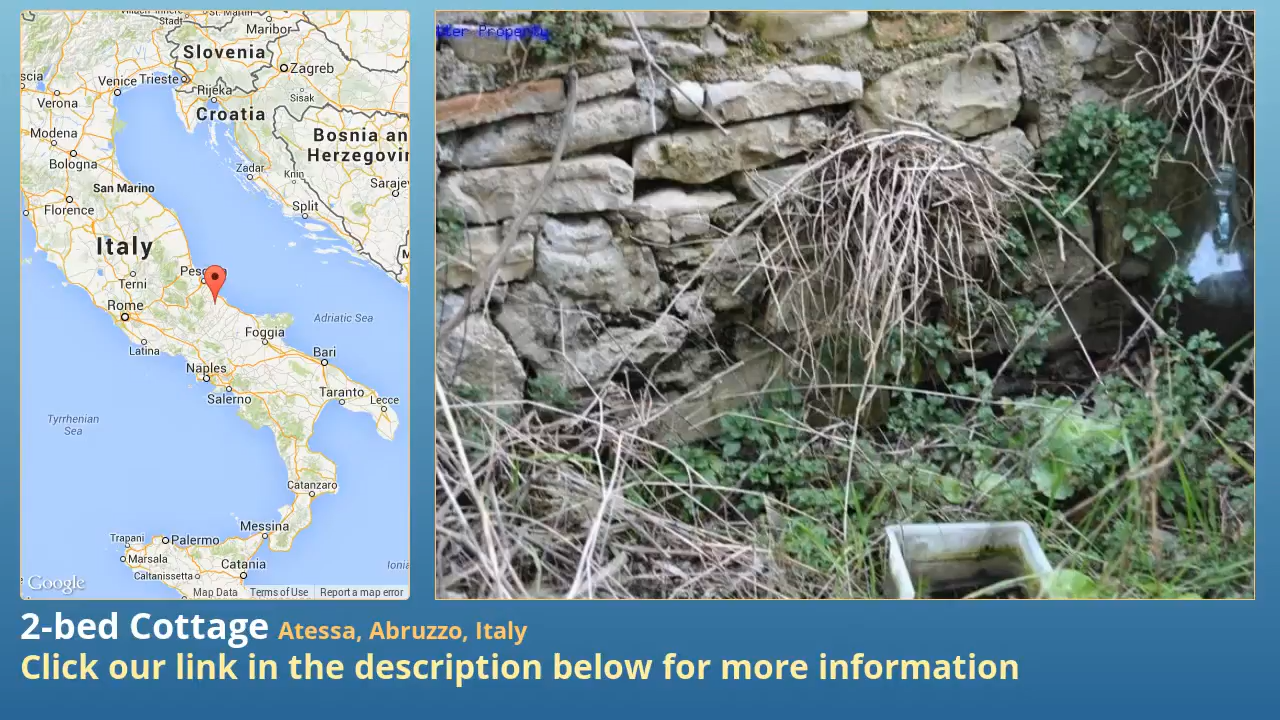 Maribor
Slovenia
Zagreb
Venice
Trieste
Verona
Rijeka
Sisak
Croatia
Modena
Bosnia an
Herzegovir
Bologna
Zadar
Knin
San Marino
Saraje
Florence
Split
Italy
Terni
Rome
Adriatic Sea
Foggia
Latina
Bari
Naples
Taranto
Salerno
Lecce
Tyrrhenian
Sea
Catanzaro
Messina
Trapani
Palermo
Marsala
Catania
Caltanissetta
Google
Map Data
Terms of Use
Report a map error
2-bed Cottage Atessa, Abruzzo, Italy
Click our link in the description below for more information